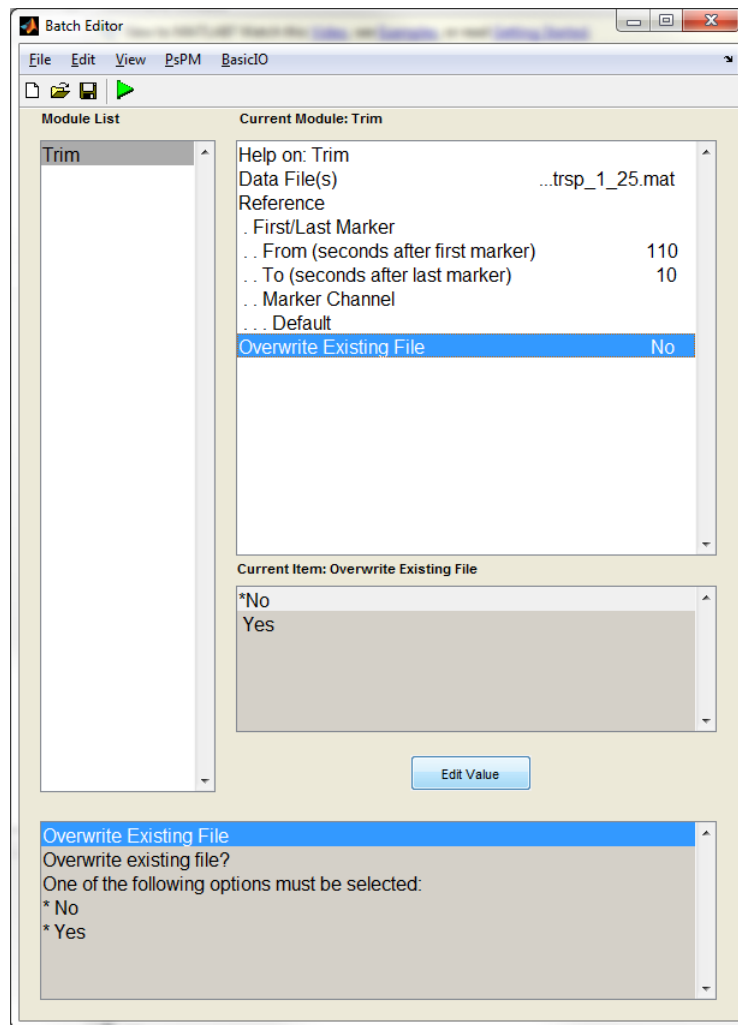 Batch Editor
File Edit View PsPM BasicIO
Module List
Current Module: Trim
Trim
Help on: Trim
Data File(s) ...trsp_1_25.mat
Reference
. First/Last Marker
. . From (seconds after first marker) 110
. . To (seconds after last marker) 10
. . Marker Channel
. . . Default
Overwrite Existing File No
Current Item: Overwrite Existing File
*No
Yes
Edit Value
Overwrite Existing File
Overwrite existing file?
One of the following options must be selected:
* No
* Yes